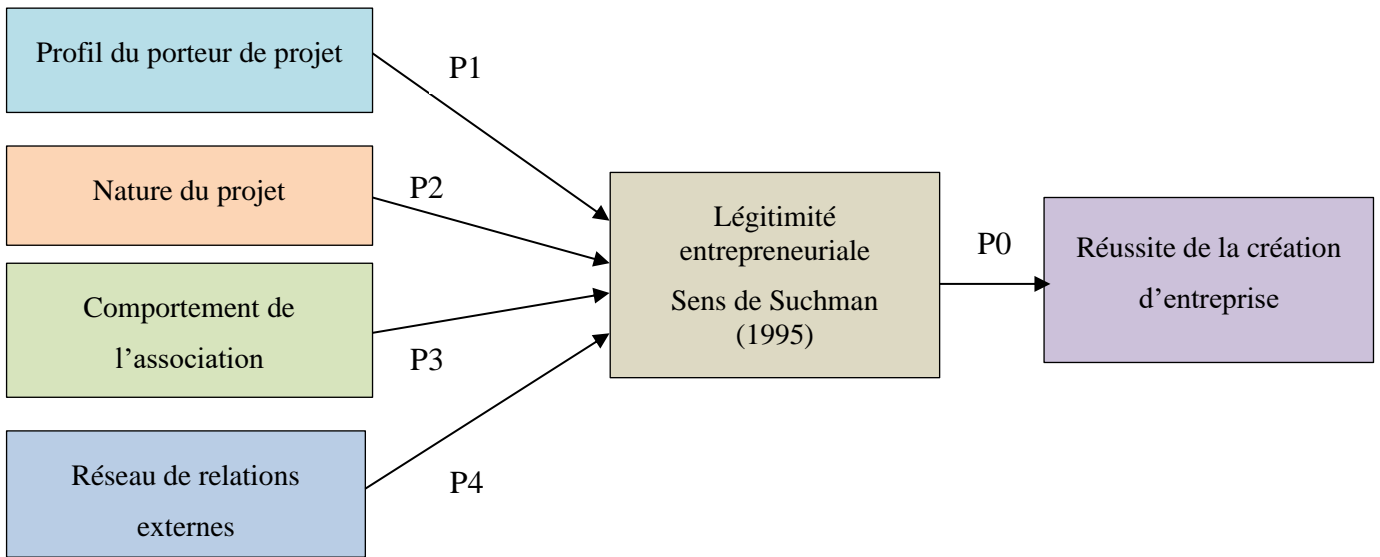 Profil du porteur de projet
P1
Nature du projet
P2
Comportement de
l’association
P3
Réseau de relations
externes
P4
Légitimité
entrepreneuriale
Sens de Suchman
(1995)
P0
Réussite de la création
d’entreprise